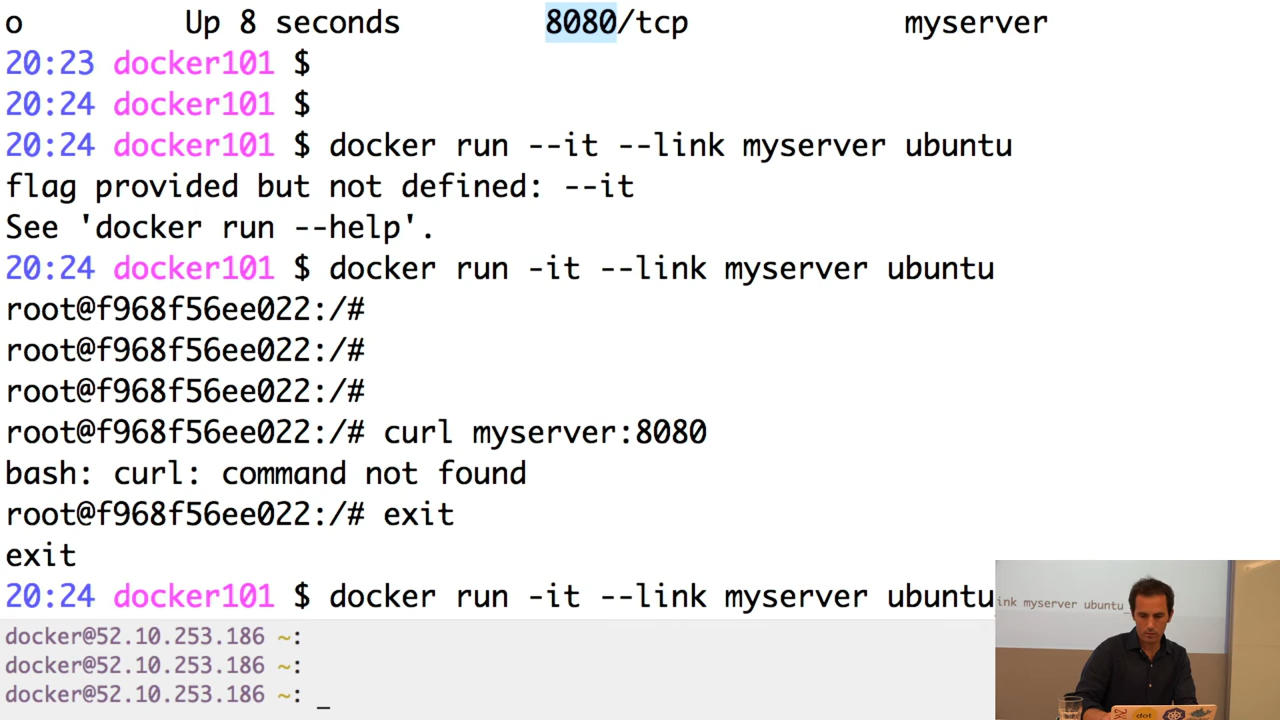 o Up 8 seconds 8080/tcp myserver
20:23 docker101 $
20:24 docker101 $
20:24 docker101 $ docker run --it --link myserver ubuntu
flag provided but not defined: --it
See 'docker run --help'.
20:24 docker101 $ docker run -it --link myserver ubuntu
root@f968f56ee022:/#
root@f968f56ee022:/#
root@f968f56ee022:/#
root@f968f56ee022:/# curl myserver:8080
bash: curl: command not found
root@f968f56ee022:/# exit
exit
20:24 docker101 $ docker run -it --link myserver ubuntu
docker@52.10.253.186 ~:
docker@52.10.253.186 ~:
docker@52.10.253.186 ~: _
ink myserver ubuntu_
dot